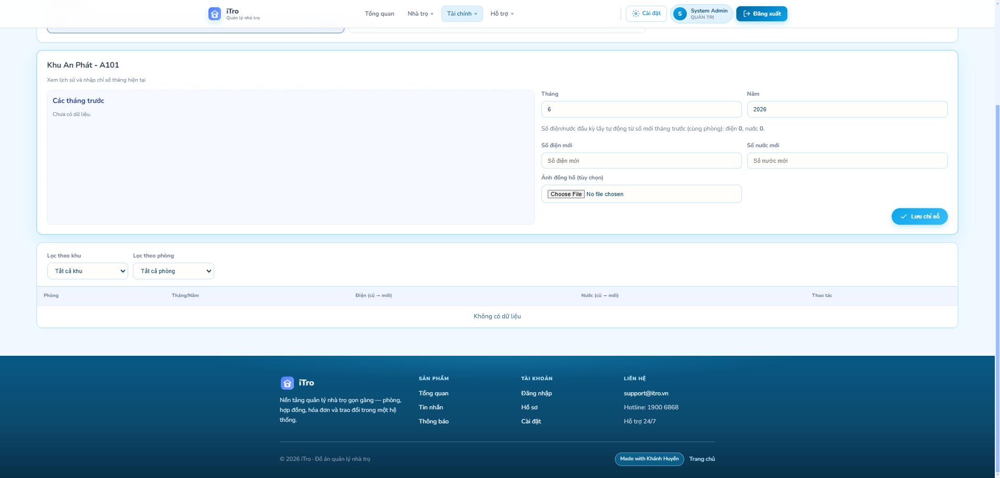 iTro
Quản lý nhà trọ
Tổng quan
Nhà trọ
Tài chính
Hỗ trợ
Cài đặt
S
System Admin
QUẢN TRỊ
Đăng xuất
Khu An Phát - A101
Xem lịch sử và nhập chỉ số tháng hiện tại
Các tháng trước
Chưa có dữ liệu.
Tháng
Năm
6
2026
Số điện/nước đầu kỳ lấy tự động từ số mới tháng trước (cùng phòng): điện 0, nước 0.
Số điện mới
Số nước mới
Số điện mới
Số nước mới
Ảnh đồng hồ (tùy chọn)
Choose File No file chosen
Lưu chỉ số
Lọc theo khu
Lọc theo phòng
Tất cả khu
Tất cả phòng
Phòng
Tháng/Năm
Điện (cũ → mới)
Nước (cũ → mới)
Thao tác
Không có dữ liệu
iTro
Nền tảng quản lý nhà trọ gọn gàng — phòng,
hợp đồng, hóa đơn và trao đổi trong một hệ
thống.
SẢN PHẨM
Tổng quan
Tin nhắn
Thông báo
TÀI KHOẢN
Đăng nhập
Hồ sơ
Cài đặt
LIÊN HỆ
support@itro.vn
Hotline: 1900 6868
Hỗ trợ 24/7
© 2026 iTro · Đồ án quản lý nhà trọ
Made with Khánh Huyền
Trang chủ